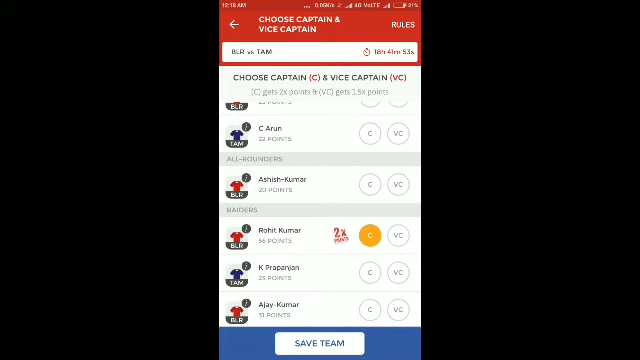 12:18 AM ... 0.05K/s 4G VoLTE 21%
CHOOSE CAPTAIN & RULES
VICE CAPTAIN
BLR vs TAM 18h 41m 53s
CHOOSE CAPTAIN (C) & VICE CAPTAIN (VC)
(C) gets 2x points & (VC) gets 1.5x points
BLR
C Arun C VC
22 POINTS
TAM
ALL-ROUNDERS
Ashish-Kumar C VC
20 POINTS
BLR
RAIDERS
Rohit Kumar 2X POINTS C VC
56 POINTS
BLR
K Prapanjan C VC
23 POINTS
TAM
Ajay-Kumar C VC
31 POINTS
BLR
SAVE TEAM